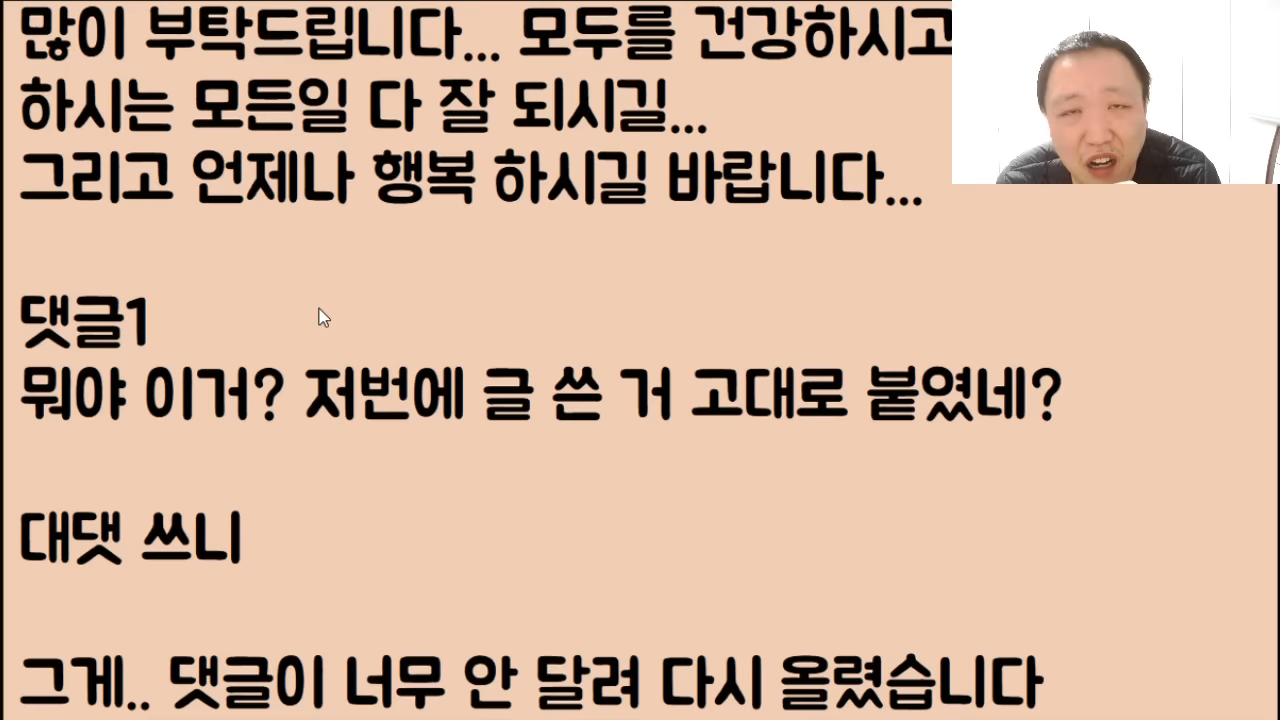 많이 부탁드립니다... 모두를 건강하시고
하시는 모든일 다 잘 되시길...
그리고 언제나 행복 하시길 바랍니다...
댓글1
뭐야 이거? 저번에 글 쓴 거 고대로 붙였네?
대댓 쓰니
그게.. 댓글이 너무 안 달려 다시 올렸습니다